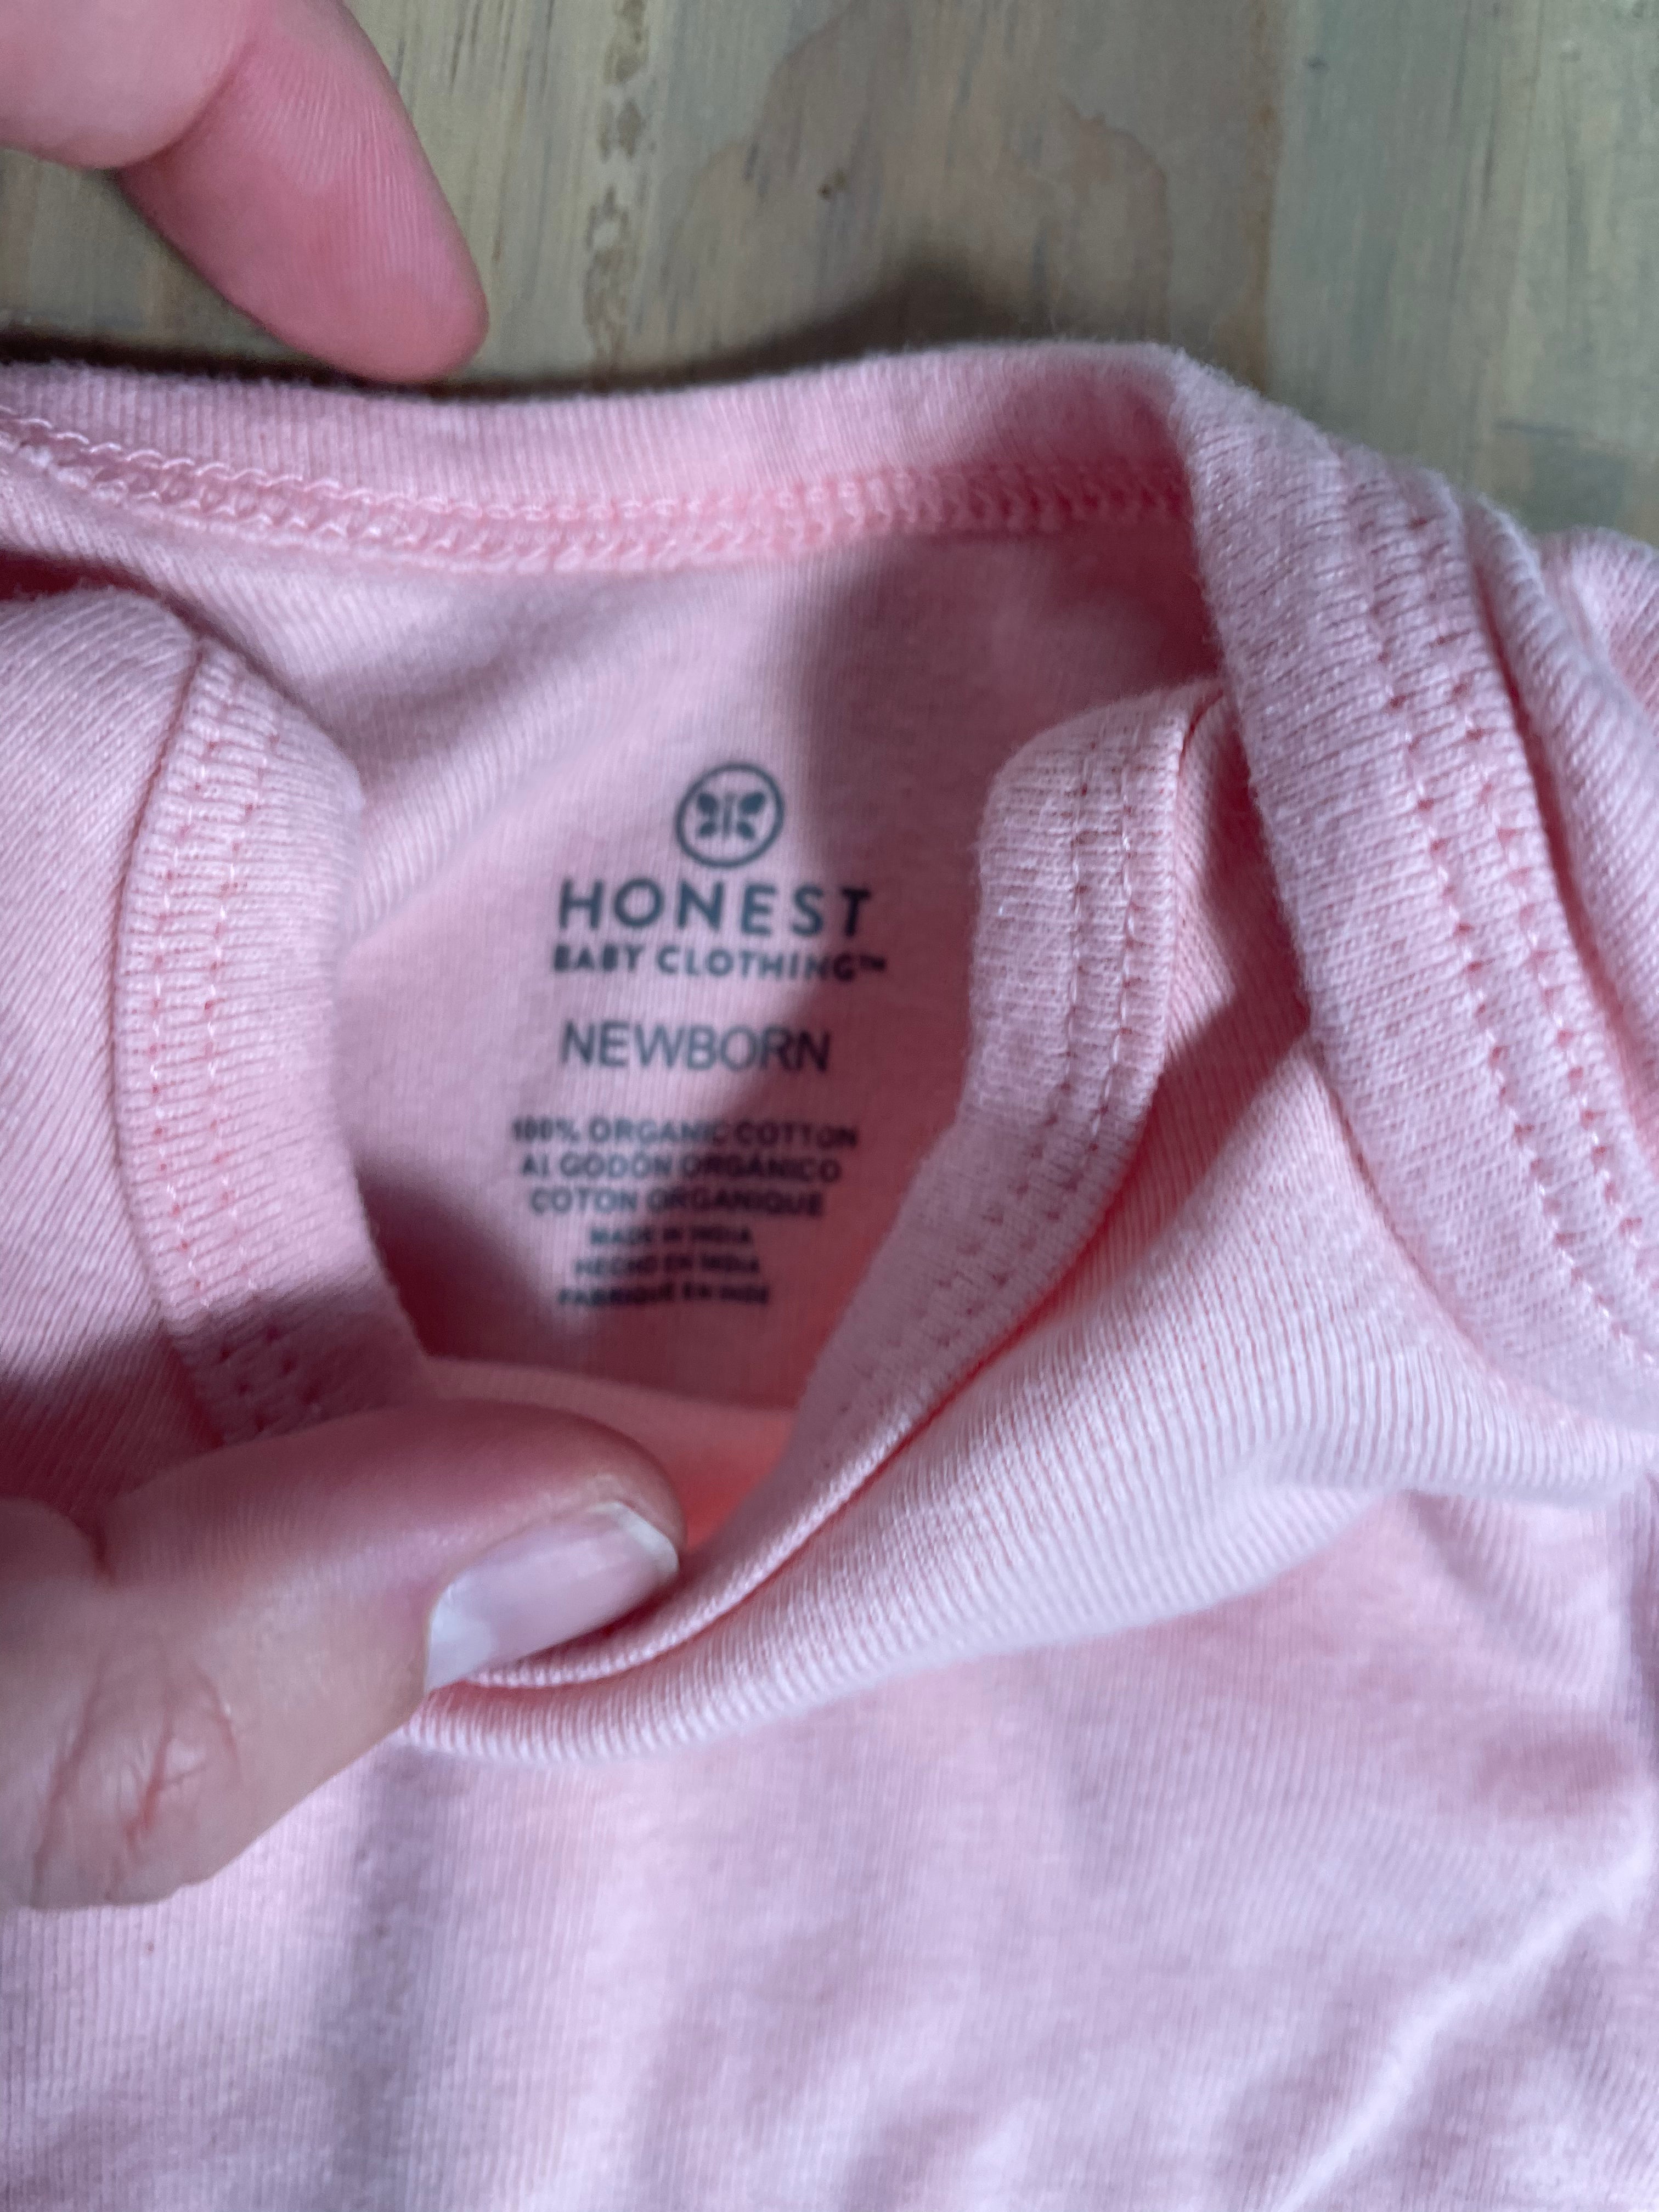 HONEST
BABY CLOTHING™
NEWBORN
100% ORGANIC COTTON
ALGODÓN ORGÁNICO
COTON ORGANIQUE
MADE IN INDIA
HECHO EN INDIA
FABRIQUÉ EN INDE